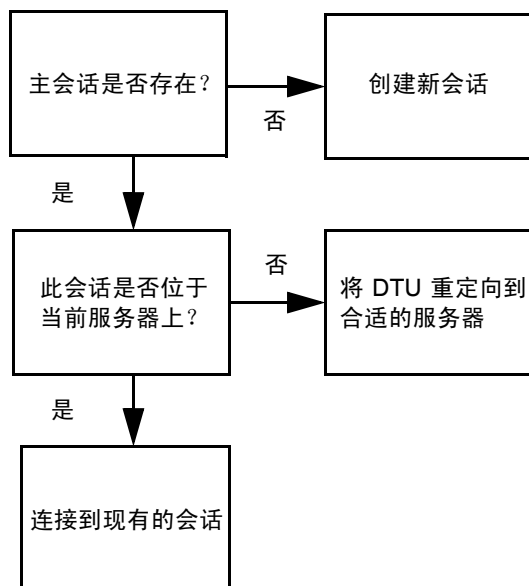 主会话是否存在？
创建新会话
否
是
此会话是否位于
当前服务器上？
否
将 DTU 重定向到
合适的服务器
是
连接到现有的会话